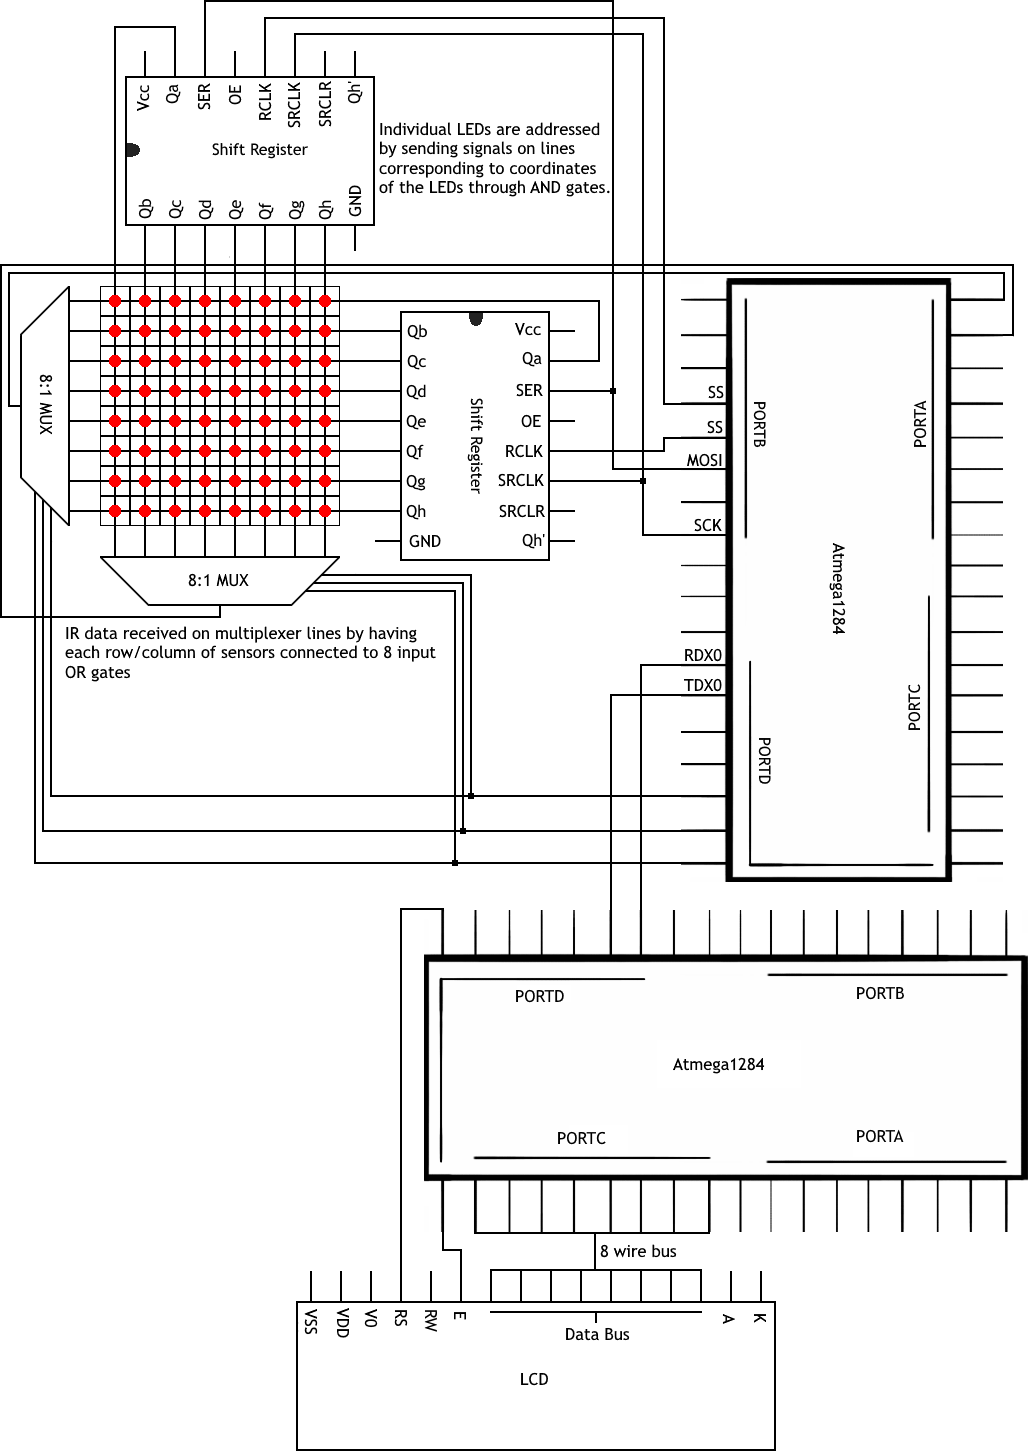 Vcc
Qa
SER
OE
RCLK
SRCLK
SRCLR
Qh'
Shift Register
Qb
Qc
Qd
Qe
Qf
Qg
Qh
GND
Individual LEDs are addressed
by sending signals on lines
corresponding to coordinates
of the LEDs through AND gates.
8:1 MUX
Qb
Qc
Qd
Qe
Qf
Qg
Qh
GND
Shift Register
Vcc
Qa
SER
OE
RCLK
SRCLK
SRCLR
Qh'
8:1 MUX
IR data received on multiplexer lines by having
each row/column of sensors connected to 8 input
OR gates
SS
SS
MOSI
SCK
RDX0
TDX0
PORTB
PORTA
Atmega1284
PORTC
PORTD
PORTD
PORTB
Atmega1284
PORTC
PORTA
8 wire bus
VSS
VDD
V0
RS
RW
E
Data Bus
A
K
LCD